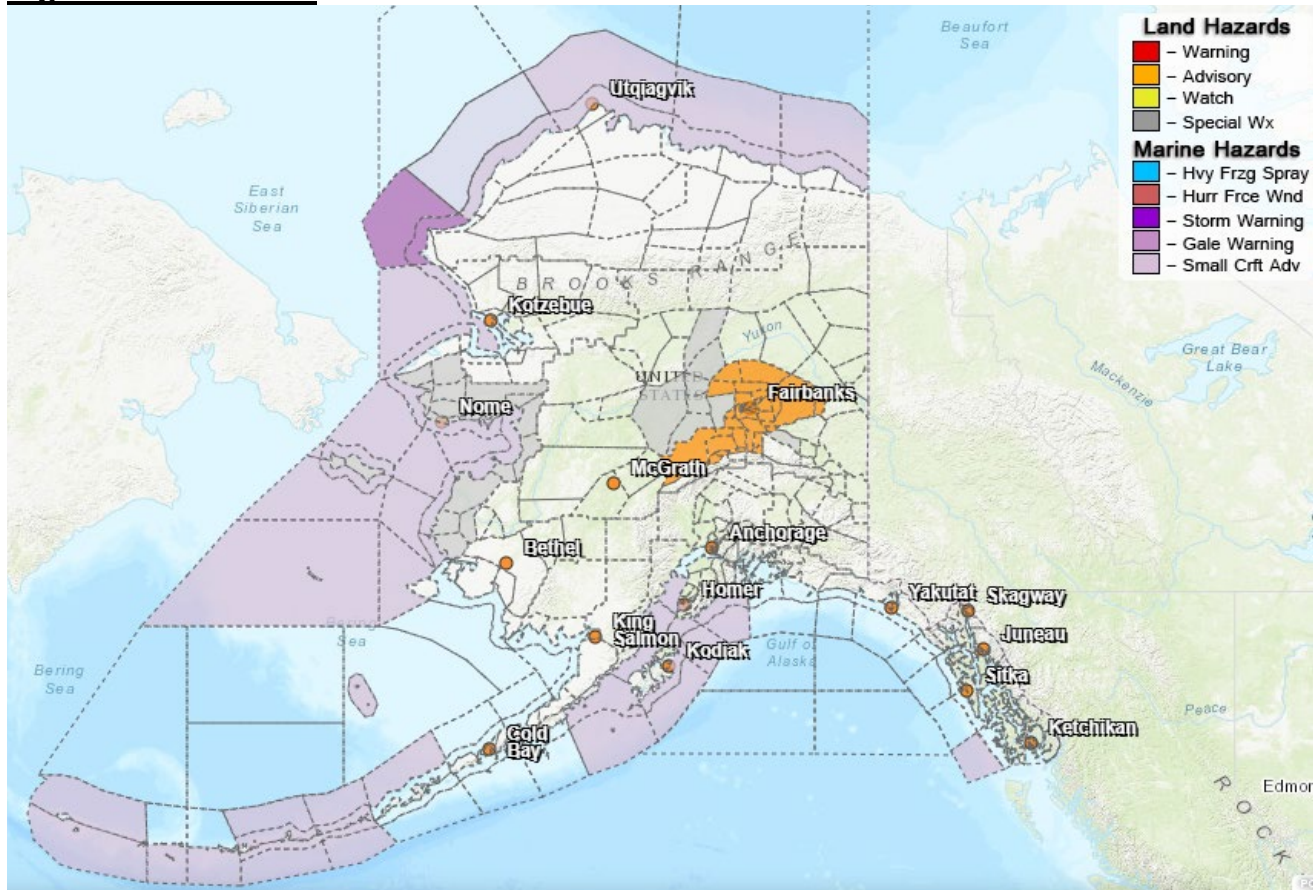 Land Hazards
– Warning
– Advisory
– Watch
– Special Wx
Marine Hazards
– Hvy Frzg Spray
– Hurr Frce Wnd
– Storm Warning
– Gale Warning
– Small Crft Adv
Beaufort
Sea
Utqiagvik
East
Siberian
Sea
BROOKS RANGE
Kotzebue
Yukon
Great Bear
Lake
Mackenzie
UNITED
STATES
Fairbanks
Nome
McGrath
Anchorage
Bethel
Homer
Yakutat
Skagway
King
Salmon
Juneau
Kodiak
Gulf of
Alaska
Bering
Sea
Bering
Sea
Sitka
Peace
Ketchikan
Cold
Bay
Edmon
ROCK